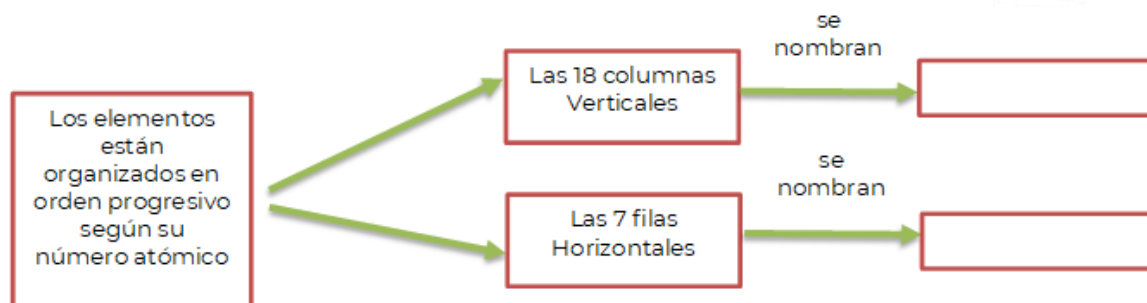 Los elementos
están
organizados en
orden progresivo
según su
número atómico
Las 18 columnas
Verticales
se
nombran
Las 7 filas
Horizontales
se
nombran